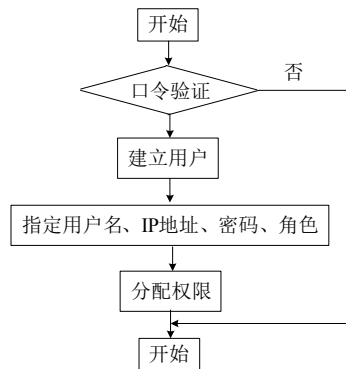 开始
口令验证
否
建立用户
指定用户名、IP地址、密码、角色
分配权限
开始